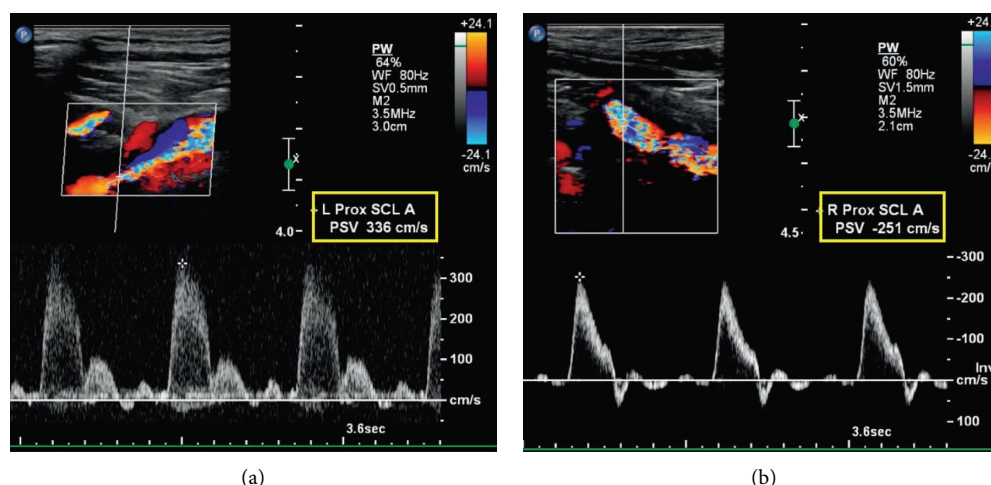 P
PW
64%
WF 80Hz
SV0.5mm
M2
3.5MHz
3.0cm
+24.1
-24.1
cm/s
x
4.0
L Prox SCL A
PSV 336 cm/s
300
200
100
cm/s
3.6sec
(a)
P
PW
60%
WF 80Hz
SV1.5mm
M2
3.5MHz
2.1cm
+24.1
-24.1
cm/s
x
4.5
R Prox SCL A
PSV -251 cm/s
-300
-200
-100
Inv
cm/s
100
3.6sec
(b)